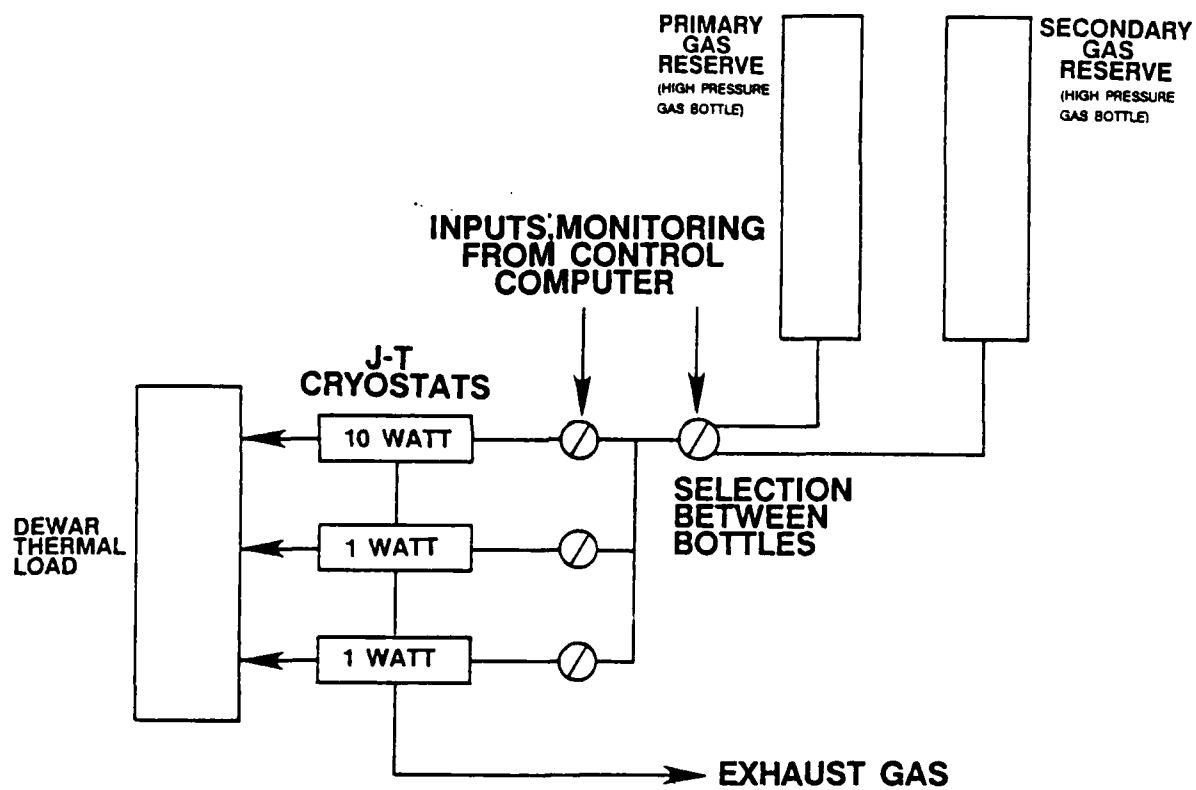 PRIMARY
GAS
RESERVE
(HIGH PRESSURE
GAS BOTTLE)
SECONDARY
GAS
RESERVE
(HIGH PRESSURE
GAS BOTTLE)
INPUTS,MONITORING
FROM CONTROL
COMPUTER
J-T
CRYOSTATS
10 WATT
1 WATT
1 WATT
DEWAR
THERMAL
LOAD
SELECTION
BETWEEN
BOTTLES
EXHAUST GAS